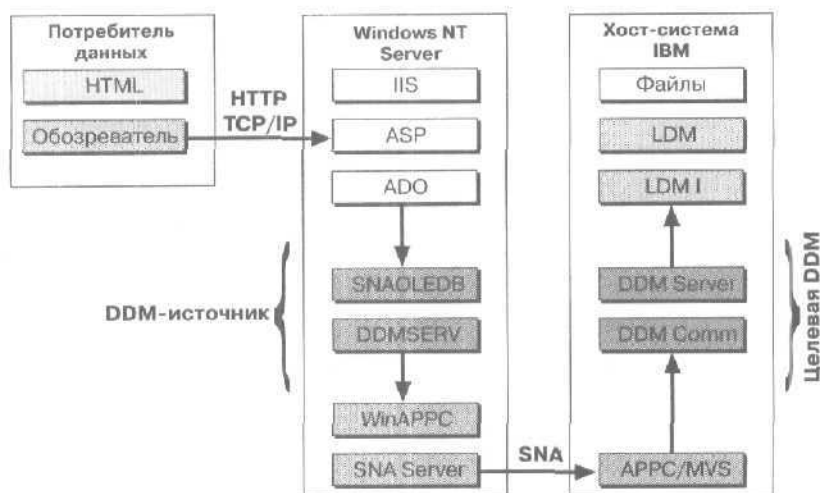 Потребитель
данных
HTML
Обозреватель
HTTP
TCP/IP
Windows NT
Server
IIS
ASP
ADO
DDM-источник
SNAOLEDB
DDMSERV
WinAPPC
SNA Server
SNA
Хост-система
IBM
Файлы
LDM
LDM I
DDM Server
DDM Comm
APPC/MVS
Целевая DDM